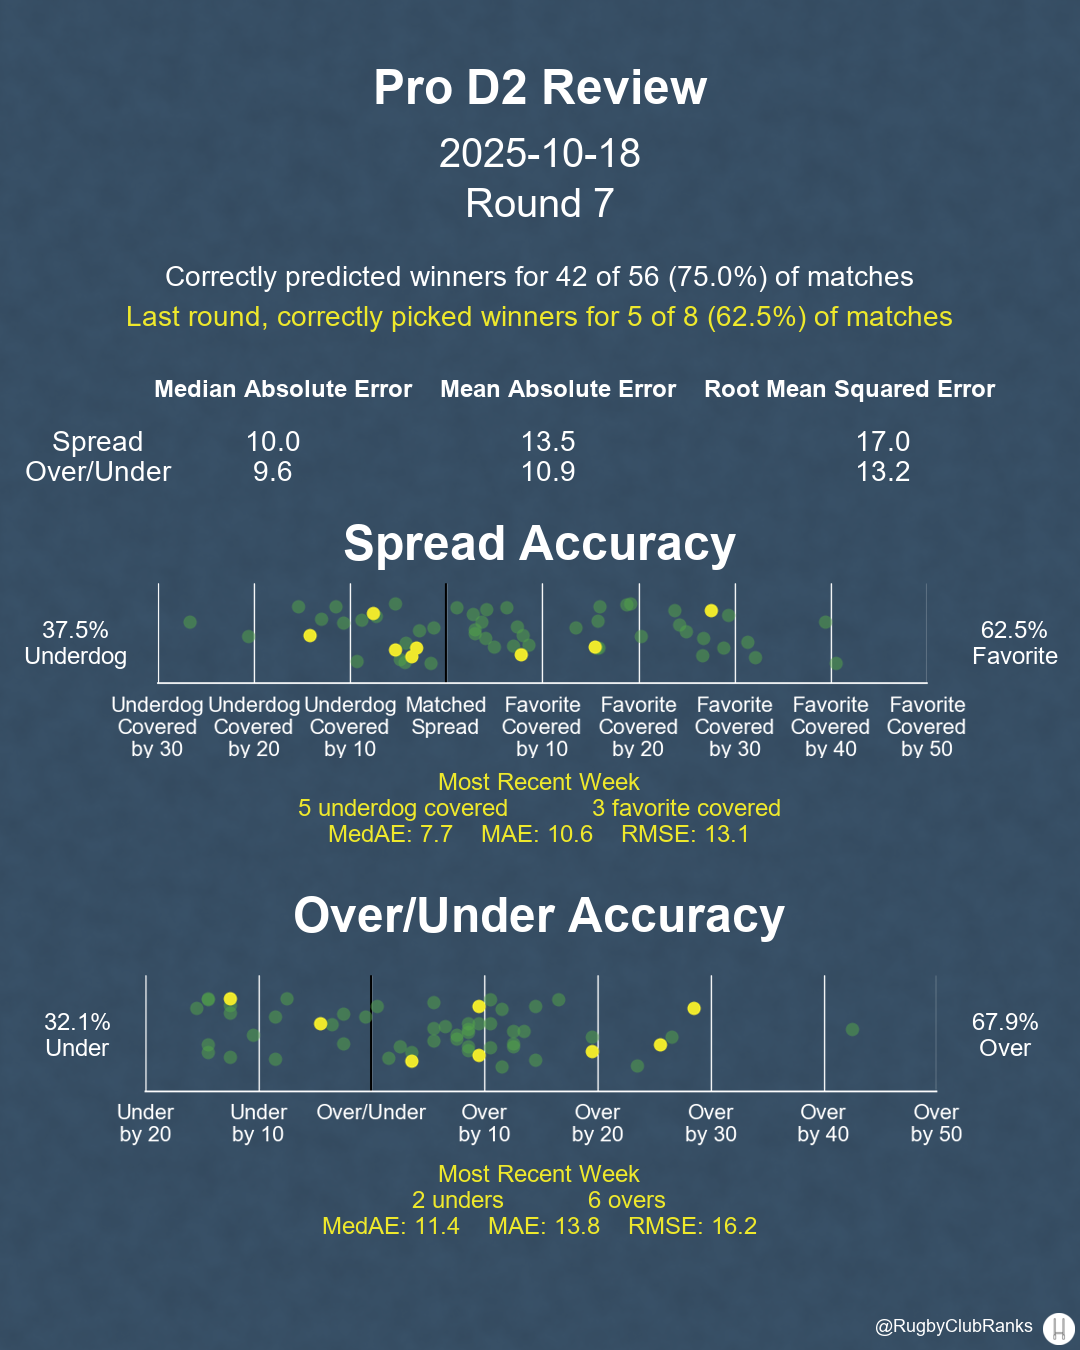 Pro D2 Review
2025-10-18
Round 7
Correctly predicted winners for 42 of 56 (75.0%) of matches
Last round, correctly picked winners for 5 of 8 (62.5%) of matches
Median Absolute Error Mean Absolute Error Root Mean Squared Error
Spread 10.0 13.5 17.0
Over/Under 9.6 10.9 13.2
Spread Accuracy
37.5%
Underdog
62.5%
Favorite
Underdog Underdog Underdog Matched Favorite Favorite Favorite Favorite Favorite
Covered Covered Covered Spread Covered Covered Covered Covered Covered
by 30 by 20 by 10 by 10 by 20 by 30 by 40 by 50
Most Recent Week
5 underdog covered 3 favorite covered
MedAE: 7.7 MAE: 10.6 RMSE: 13.1
Over/Under Accuracy
32.1%
Under
67.9%
Over
Under Under Over/Under Over Over Over Over Over
by 20 by 10 by 10 by 20 by 30 by 40 by 50
Most Recent Week
2 unders 6 overs
MedAE: 11.4 MAE: 13.8 RMSE: 16.2
@RugbyClubRanks